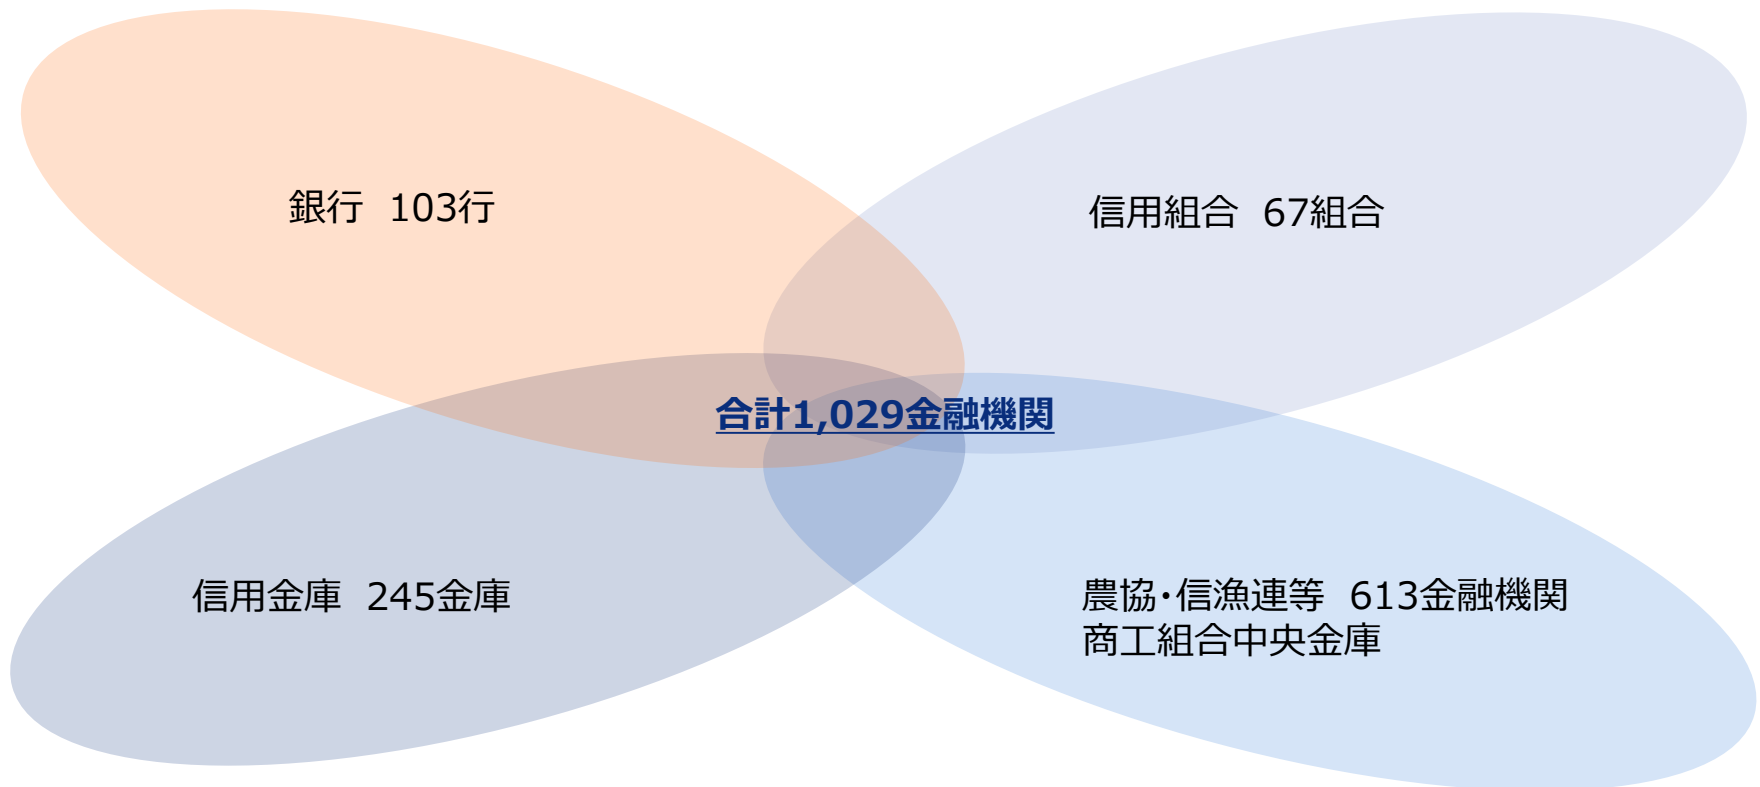 銀行 103行
信用組合 67組合
合計1,029金融機関
信用金庫 245金庫
農協・信漁連等 613金融機関
商工組合中央金庫